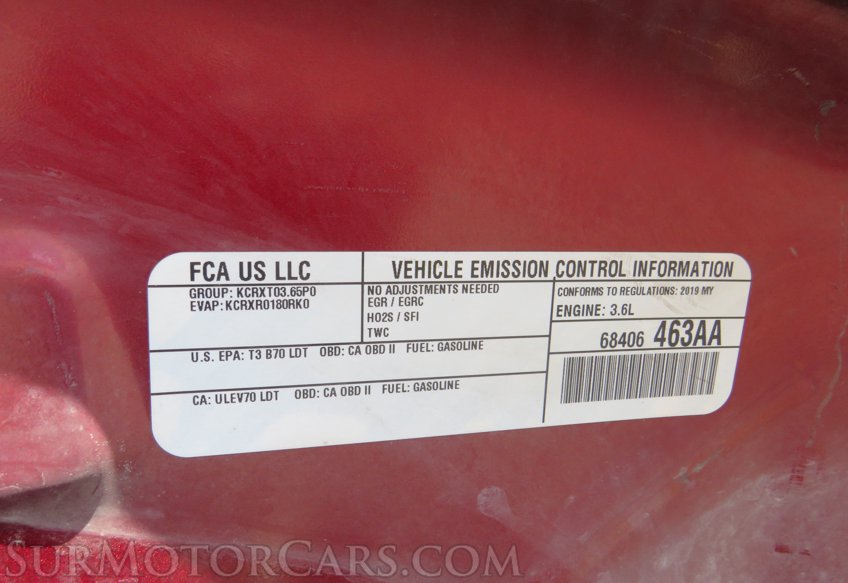 FCA US LLC
VEHICLE EMISSION CONTROL INFORMATION
GROUP: KCRXT03.65P0
EVAP: KCRXR0180RK0
NO ADJUSTMENTS NEEDED
EGR / EGRC
HO2S / SFI
TWC
CONFORMS TO REGULATIONS: 2019 MY
ENGINE: 3.6L
68406 463AA
U.S. EPA: T3 B70 LDT OBD: CA OBD II FUEL: GASOLINE
CA: ULEV70 LDT OBD: CA OBD II FUEL: GASOLINE
SurMotorCars.com